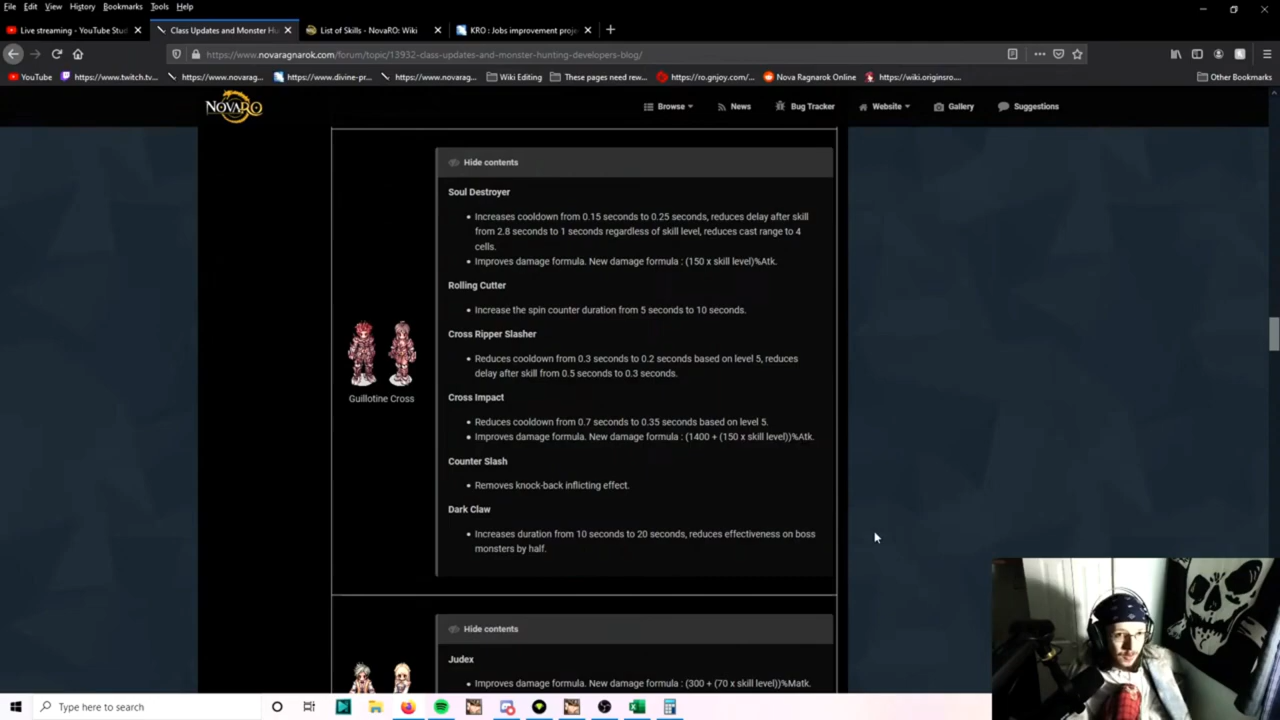 File Edit View History Bookmarks Tools Help
Live streaming - YouTube Stud
Class Updates and Monster Hu
List of Skills - NovaRO: Wiki
KRO : Jobs improvement proje
https://www.novaragnarok.com/forum/topic/13932-class-updates-and-monster-hunting-developers-blog/
YouTube
https://www.twitch.tv...
https://www.novarag...
https://www.divine-pr...
https://www.novarag...
Wiki Editing
These pages need rew...
https://ro.gnjoy.com/...
Nova Ragnarok Online
https://wiki.originsro...
Other Bookmarks
NOVARO
Browse
News
Bug Tracker
Website
Gallery
Suggestions
Hide contents
Soul Destroyer
Increases cooldown from 0.15 seconds to 0.25 seconds, reduces delay after skill
from 2.8 seconds to 1 seconds regardless of skill level, reduces cast range to 4
cells.
Improves damage formula. New damage formula : (150 x skill level)%Atk.
Rolling Cutter
Increase the spin counter duration from 5 seconds to 10 seconds.
Cross Ripper Slasher
Reduces cooldown from 0.3 seconds to 0.2 seconds based on level 5, reduces
delay after skill from 0.5 seconds to 0.3 seconds.
Guillotine Cross
Cross Impact
Reduces cooldown from 0.7 seconds to 0.35 seconds based on level 5.
Improves damage formula. New damage formula : (1400 + (150 x skill level))%Atk.
Counter Slash
Removes knock-back inflicting effect.
Dark Claw
Increases duration from 10 seconds to 20 seconds, reduces effectiveness on boss
monsters by half.
Hide contents
Judex
Improves damage formula. New damage formula : (300 + (70 x skill level))%Matk.
Type here to search